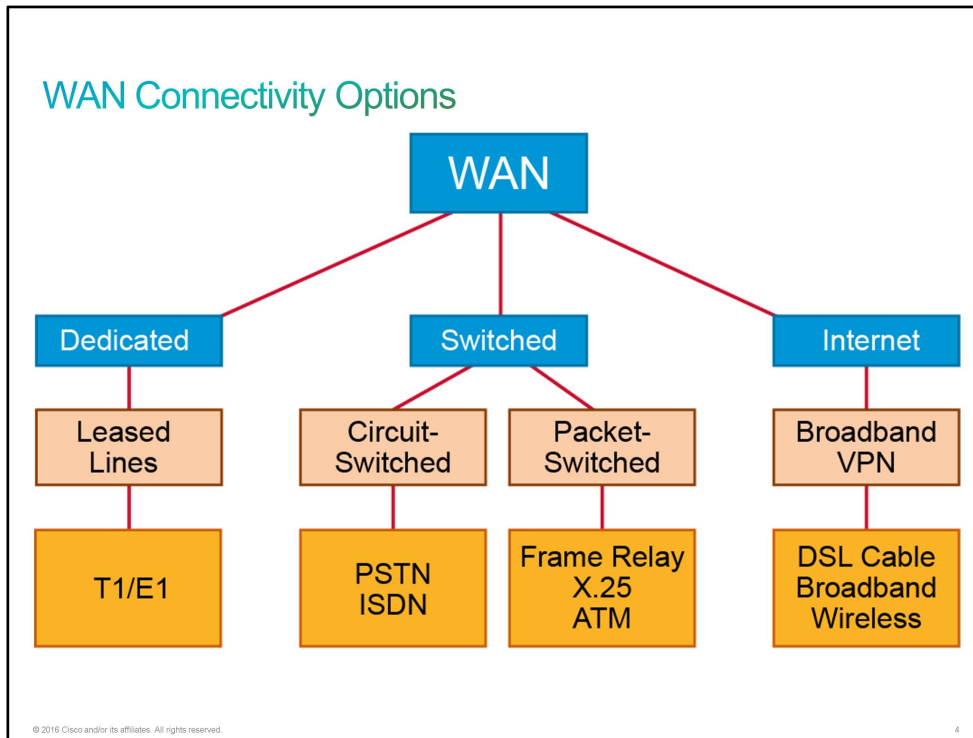 WAN Connectivity Options
WAN
Dedicated
Switched
Internet
Leased
Lines
Circuit-
Switched
Packet-
Switched
Broadband
VPN
T1/E1
PSTN
ISDN
Frame Relay
X.25
ATM
DSL Cable
Broadband
Wireless
© 2016 Cisco and/or its affiliates. All rights reserved.
4